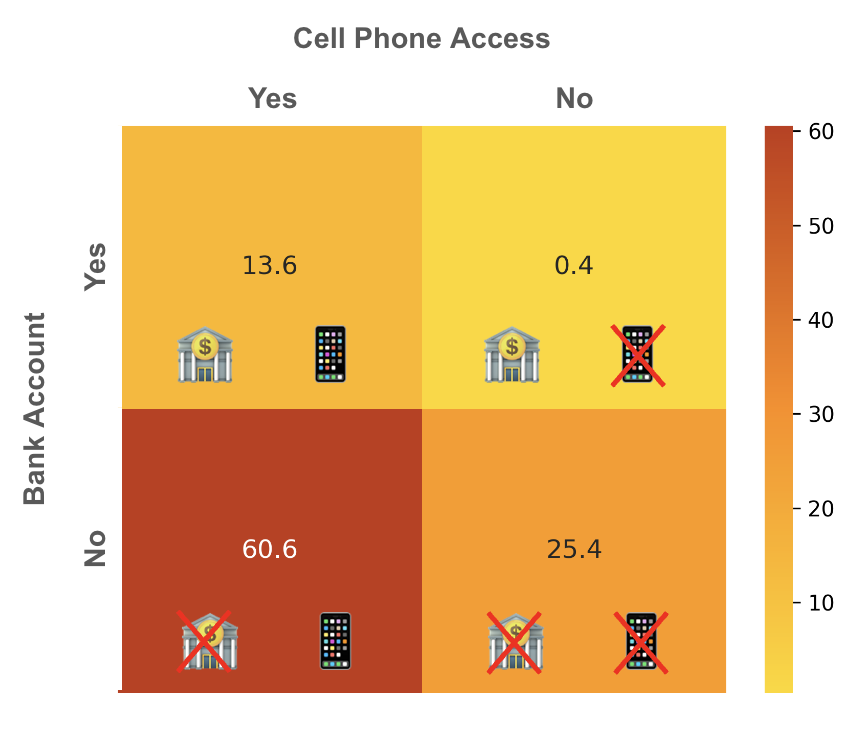 Cell Phone Access
Yes
No
Bank Account
Yes
No
13.6
0.4
$
$
60.6
25.4
$
$
60
50
40
30
20
10